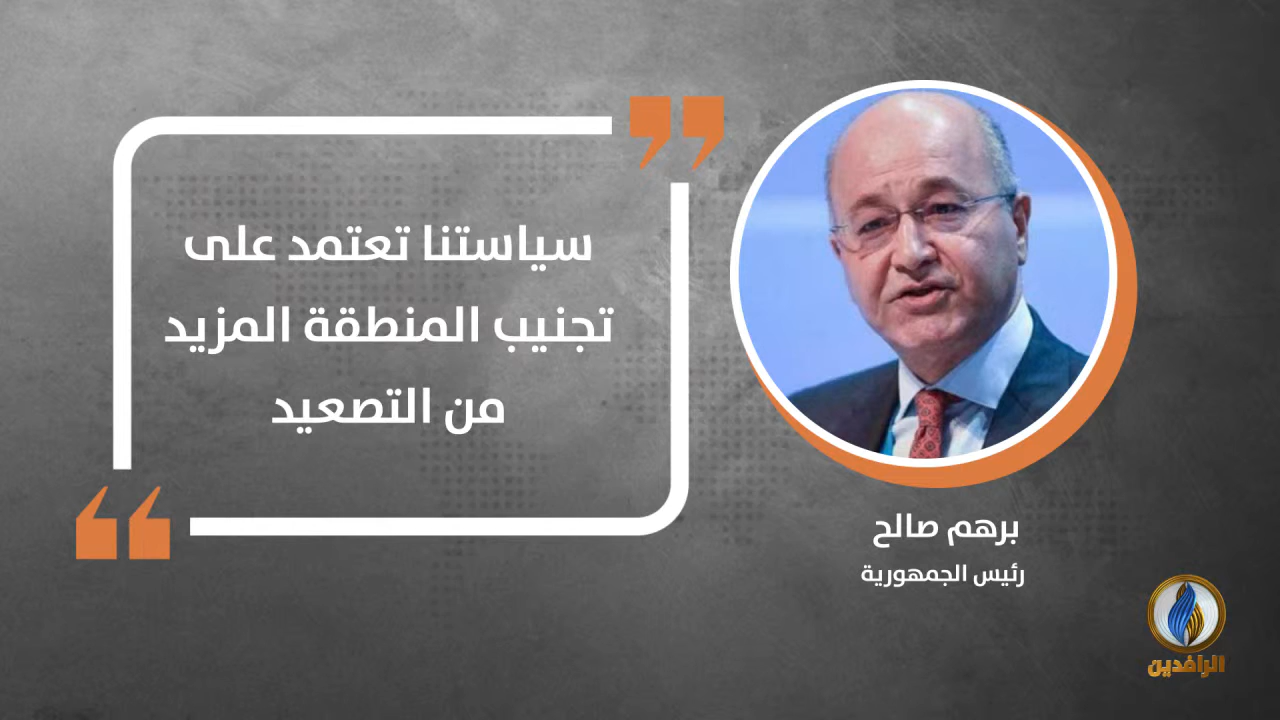 سياستنا تعتمد على
تجنيب المنطقة المزيد
من التصعيد
برهم صالح
رئيس الجمهورية
الرافدين